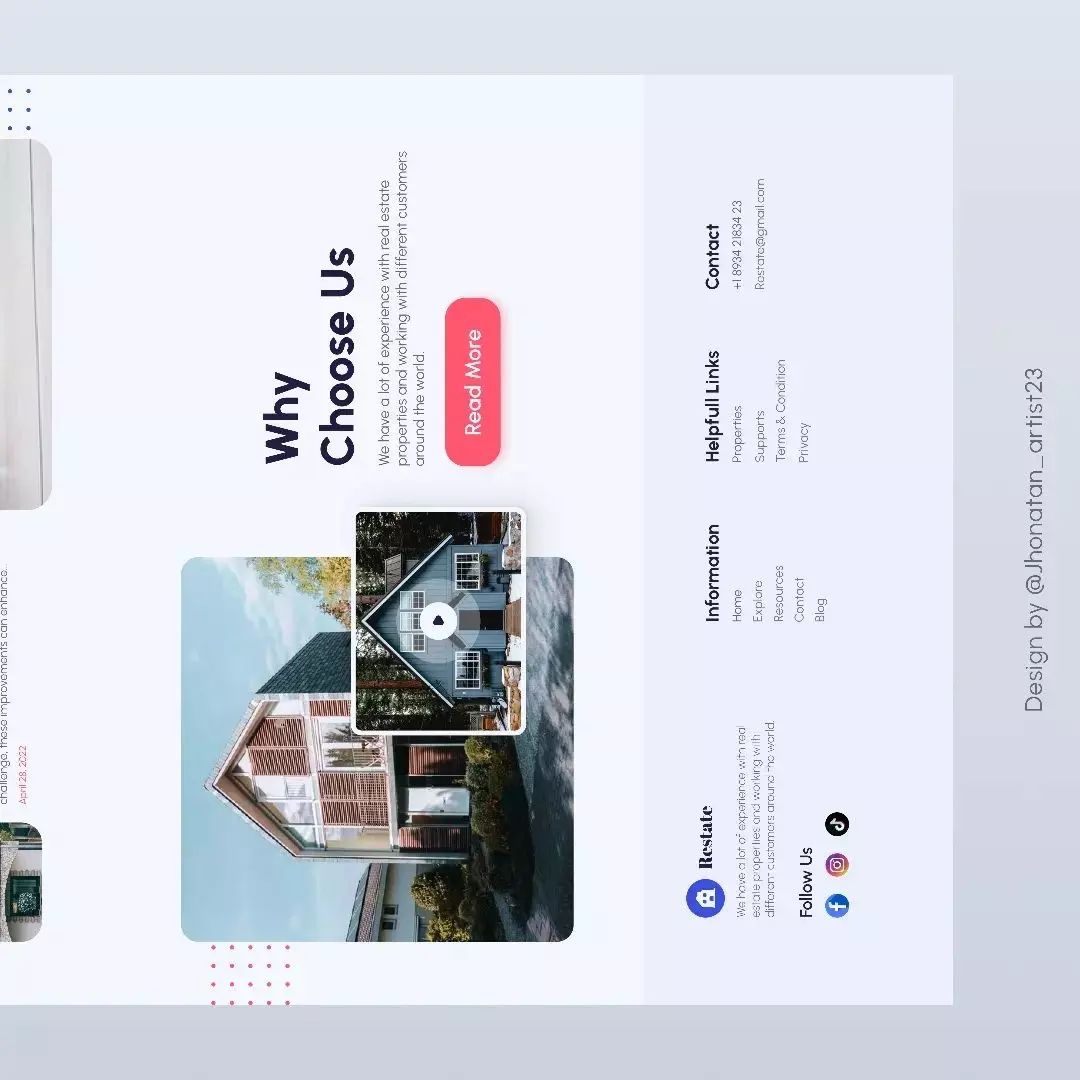 challenge, these improvements can enhance...
April 28, 2022
Why
Choose Us
We have a lot of experience with real estate
properties and working with different customers
around the world.
Read More
Restate
We have a lot of experience with real
estate properties and working with
different customers around the world.
Follow Us
Information
Home
Explore
Resources
Contact
Blog
Helpfull Links
Properties
Supports
Terms & Condition
Privacy
Contact
+1 8934 21834 23
Restate@gmail.com
Design by @Jhonatan_artist23